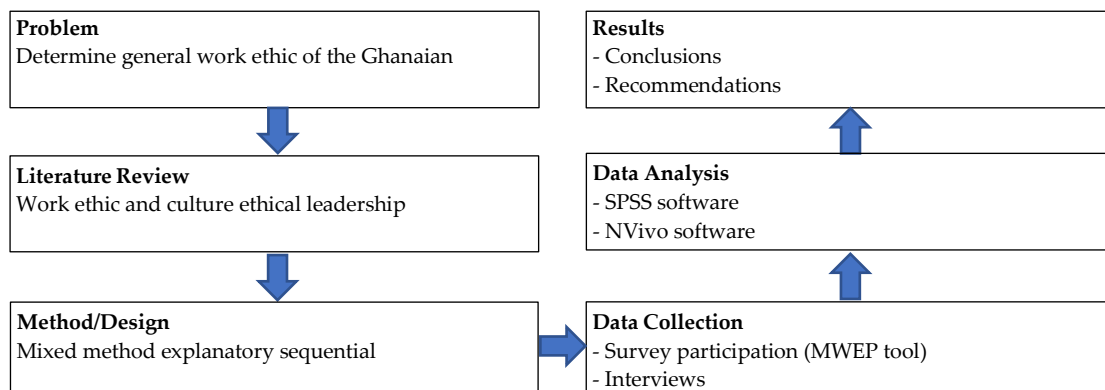 Problem
Determine general work ethic of the Ghanaian
Literature Review
Work ethic and culture ethical leadership
Method/Design
Mixed method explanatory sequential
Data Collection
- Survey participation (MWEP tool)
- Interviews
Data Analysis
- SPSS software
- NVivo software
Results
- Conclusions
- Recommendations